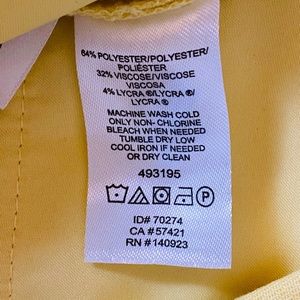 64% POLYESTER/POLYESTER/
POLIÉSTER
32% VISCOSE/VISCOSE
VISCOSA
4% LYCRA ®/LYCRA ®/
LYCRA ®
MACHINE WASH COLD
ONLY NON- CHLORINE
BLEACH WHEN NEEDED
TUMBLE DRY LOW
COOL IRON IF NEEDED
OR DRY CLEAN
493195
P
ID# 70274
CA # 57421
RN # 140923